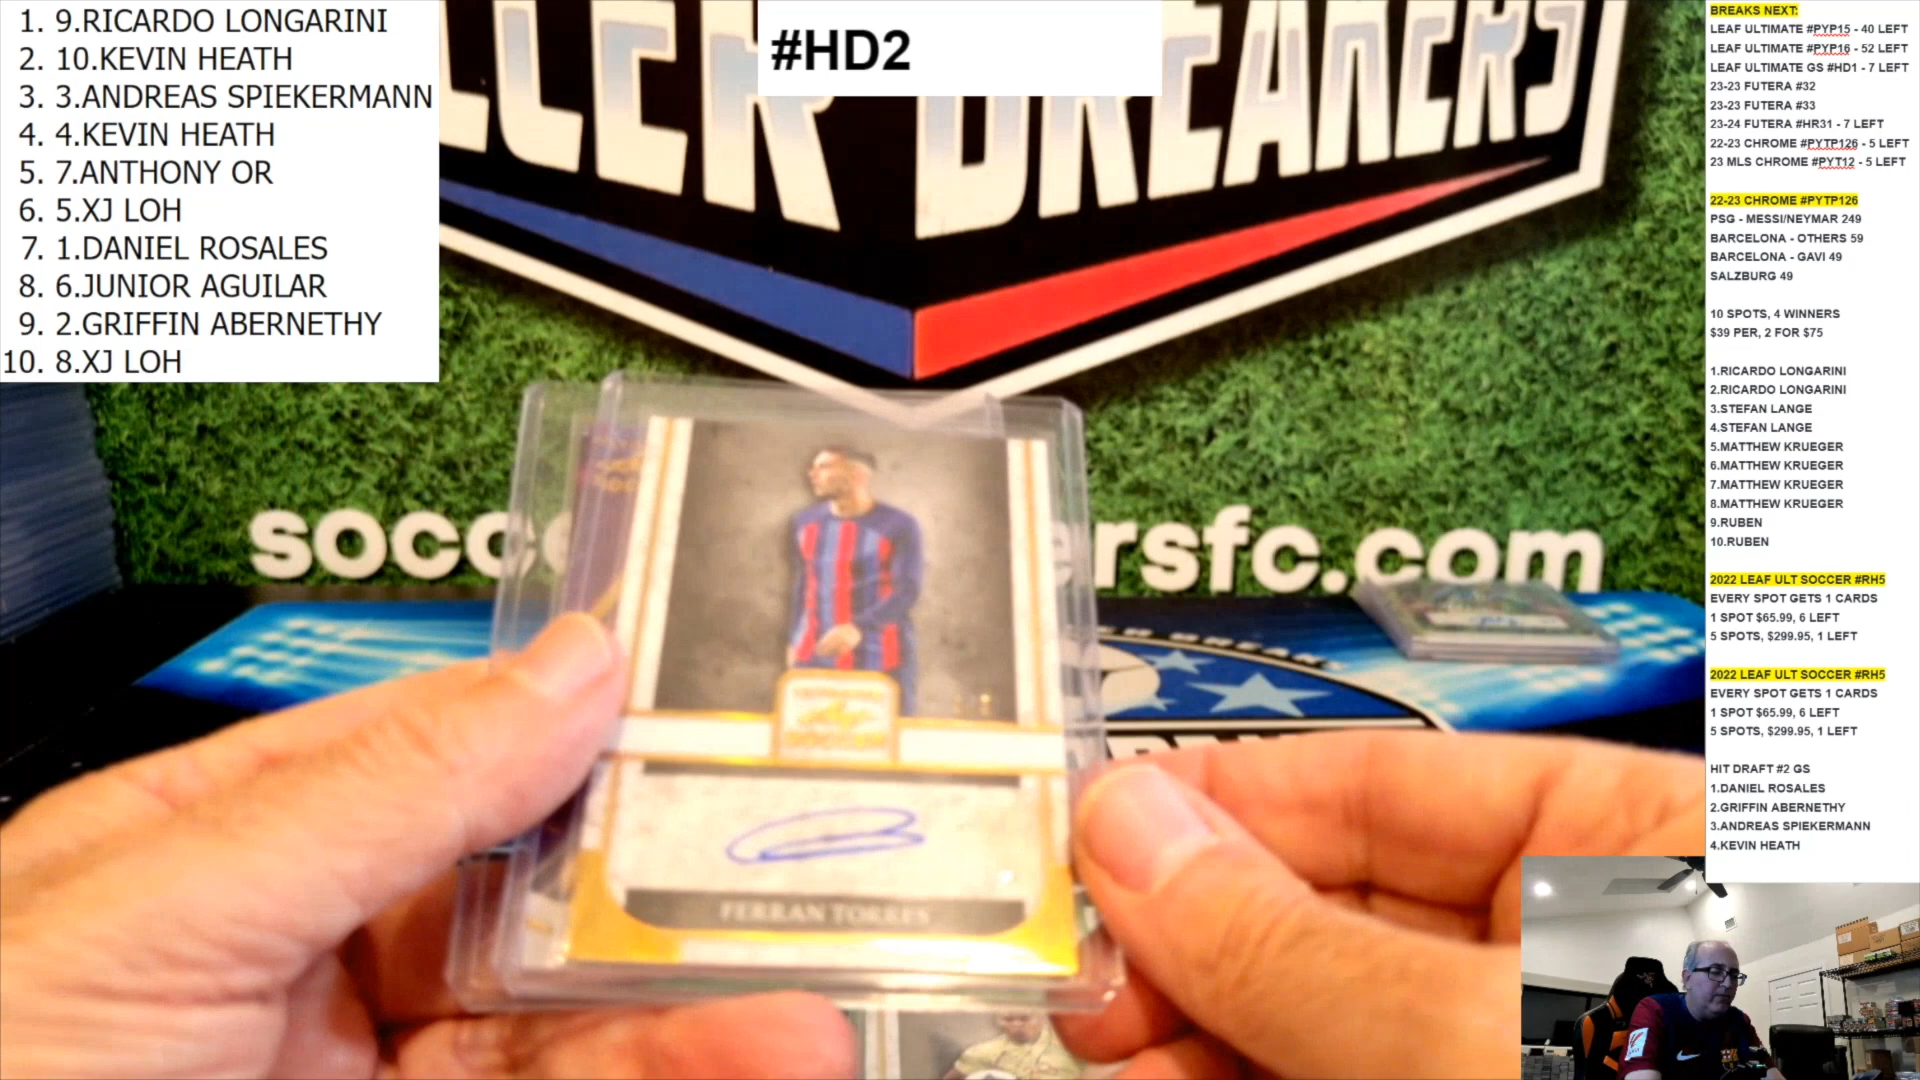 1. 9.RICARDO LONGARINI
2. 10.KEVIN HEATH
3. 3.ANDREAS SPIEKERMANN
4. 4.KEVIN HEATH
5. 7.ANTHONY OR
6. 5.XJ LOH
7. 1.DANIEL ROSALES
8. 6.JUNIOR AGUILAR
9. 2.GRIFFIN ABERNETHY
10. 8.XJ LOH
#HD2
BREAKERS
ersfc.com
FERRAN TORRES
BREAKS NEXT:
LEAF ULTIMATE #PYP15 - 40 LEFT
LEAF ULTIMATE #PYP16 - 52 LEFT
LEAF ULTIMATE GS #HD1 - 7 LEFT
23-23 FUTERA #32
23-23 FUTERA #33
23-24 FUTERA #HR31 - 7 LEFT
22-23 CHROME #PYTP126 - 5 LEFT
23 MLS CHROME #PYT12 - 5 LEFT
22-23 CHROME #PYTP126
PSG - MESSI/NEYMAR 249
BARCELONA - OTHERS 59
BARCELONA - GAVI 49
SALZBURG 49
10 SPOTS, 4 WINNERS
$39 PER, 2 FOR $75
1.RICARDO LONGARINI
2.RICARDO LONGARINI
3.STEFAN LANGE
4.STEFAN LANGE
5.MATTHEW KRUEGER
6.MATTHEW KRUEGER
7.MATTHEW KRUEGER
8.MATTHEW KRUEGER
9.RUBEN
10.RUBEN
2022 LEAF ULT SOCCER #RH5
EVERY SPOT GETS 1 CARDS
1 SPOT $65.99, 6 LEFT
5 SPOTS, $299.95, 1 LEFT
2022 LEAF ULT SOCCER #RH5
EVERY SPOT GETS 1 CARDS
1 SPOT $65.99, 6 LEFT
5 SPOTS, $299.95, 1 LEFT
HIT DRAFT #2 GS
1.DANIEL ROSALES
2.GRIFFIN ABERNETHY
3.ANDREAS SPIEKERMANN
4.KEVIN HEATH